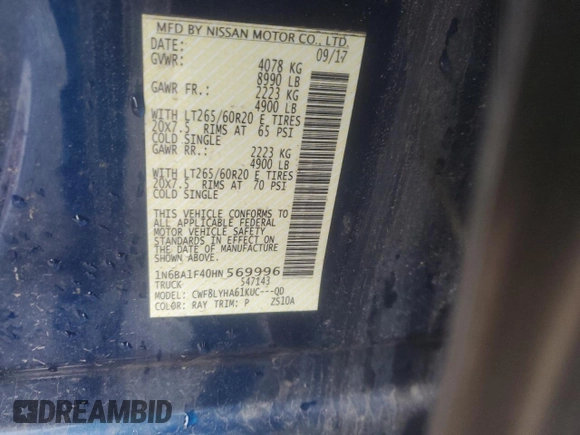 MFD BY NISSAN MOTOR CO., LTD.
DATE: 09/17
GVWR: 4078 KG
8990 LB
GAWR FR.: 2223 KG
4900 LB
WITH LT265/60R20 E TIRES
20X7.5 RIMS AT 65 PSI
COLD SINGLE
GAWR RR.: 2223 KG
4900 LB
WITH LT265/60R20 E TIRES
20X7.5 RIMS AT 70 PSI
COLD SINGLE
THIS VEHICLE CONFORMS TO
ALL APPLICABLE FEDERAL
MOTOR VEHICLE SAFETY
STANDARDS IN EFFECT ON
THE DATE OF MANUFACTURE
SHOWN ABOVE.
1N6BA1F40HN569996
TRUCK 547143
MODEL: CWF8LYHA61KUC---QD
COLOR: RAY TRIM: P ZS10A
DREAMBID